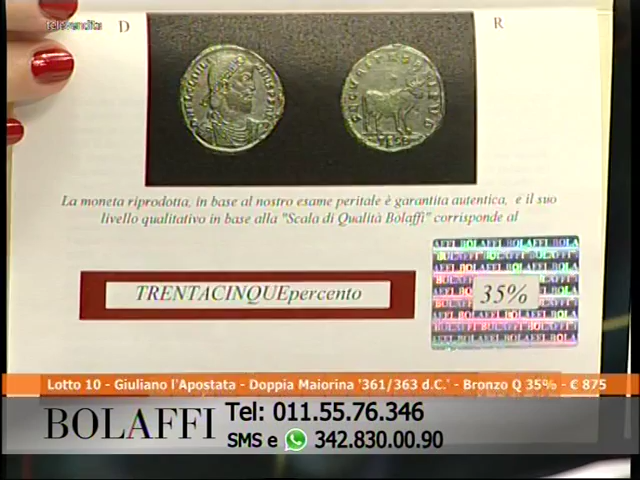 televendita
D
R
La moneta riprodotta, in base al nostro esame peritale è garantita autentica, e il suo
livello qualitativo in base alla "Scala di Qualità Bolaffi" corrisponde al
TRENTACINQUEpercento
35%
Lotto 10 - Giuliano l'Apostata - Doppia Maiorina '361/363 d.C.' - Bronzo Q 35% - € 875
BOLAFFI
Tel: 011.55.76.346
SMS e 342.830.00.90